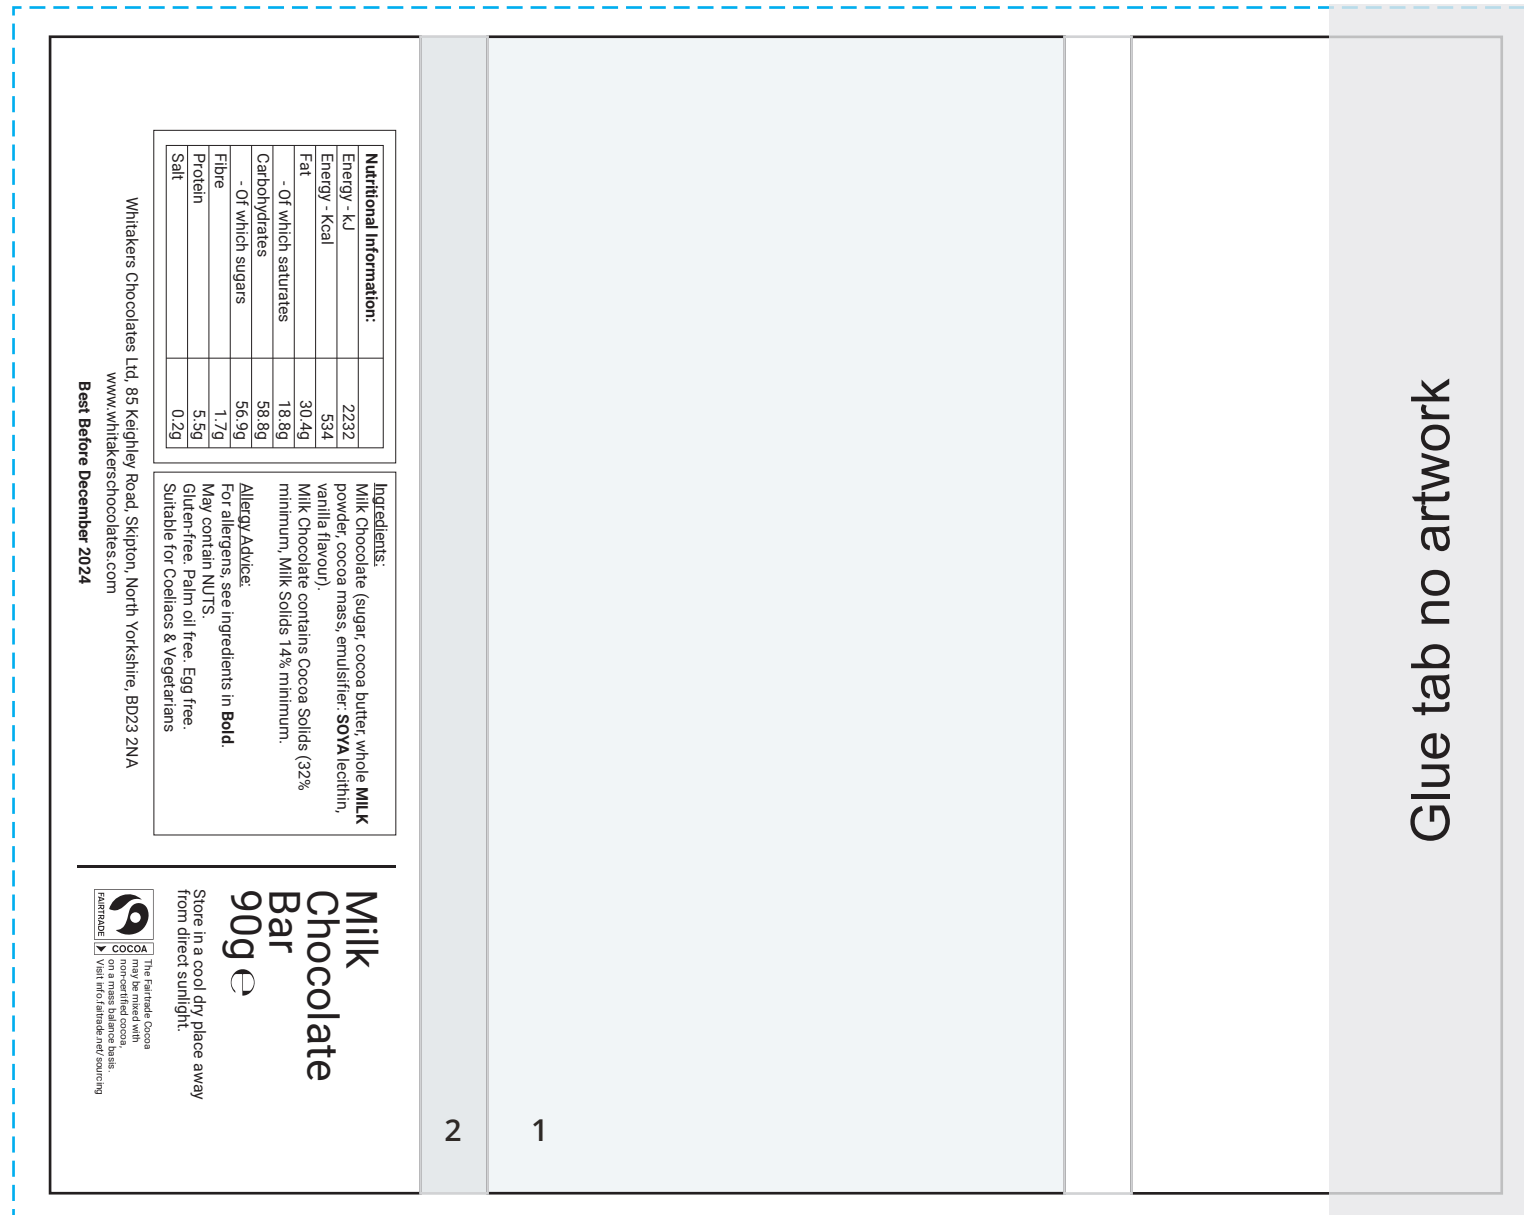 Nutritional Information:
Energy - kJ 2232
Energy - Kcal 534
Fat 30.4g
- Of which saturates 18.8g
Carbohydrates 58.8g
- Of which sugars 56.9g
Fibre 1.7g
Protein 5.5g
Salt 0.2g
Ingredients:
Milk Chocolate (sugar, cocoa butter, whole MILK
powder, cocoa mass, emulsifier: SOYA lecithin,
vanilla flavour).
Milk Chocolate contains Cocoa Solids (32%
minimum, Milk Solids 14% minimum.
Allergy Advice:
For allergens, see ingredients in Bold.
May contain NUTS.
Gluten-free. Palm oil free. Egg free.
Suitable for Coeliacs & Vegetarians
Whitakers Chocolates Ltd, 85 Keighley Road, Skipton, North Yorkshire, BD23 2NA
www.whitakerschocolates.com
Best Before December 2024
Milk
Chocolate
Bar
90g ℮
Store in a cool dry place away
from direct sunlight.
FAIRTRADE
COCOA
The Fairtrade Cocoa
may be mixed with
non-certified cocoa,
on a mass balance basis.
Visit info.fairtrade.net/sourcing
2
1
Glue tab no artwork